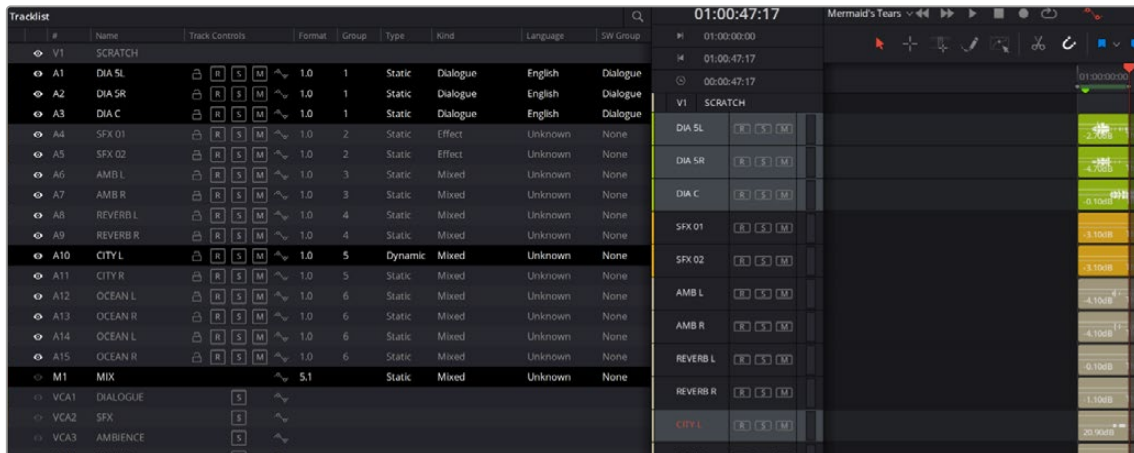 Tracklist
# Name Track Controls Format Group Type Kind Language SW Group
V1 SCRATCH
A1 DIA SL R S M 1.0 1 Static Dialogue English Dialogue
A2 DIA SR R S M 1.0 1 Static Dialogue English Dialogue
A3 DIA C R S M 1.0 1 Static Dialogue English Dialogue
A4 SFX 01 R S M 1.0 2 Static Effect Unknown None
A5 SFX 02 R S M 1.0 2 Static Effect Unknown None
A6 AMB L R S M 1.0 3 Static Mixed Unknown None
A7 AMB R R S M 1.0 3 Static Mixed Unknown None
A8 REVERB L R S M 1.0 4 Static Mixed Unknown None
A9 REVERB R R S M 1.0 4 Static Mixed Unknown None
A10 CITY L R S M 1.0 5 Dynamic Mixed Unknown None
A11 CITY R R S M 1.0 5 Static Mixed Unknown None
A12 OCEAN L R S M 1.0 6 Static Mixed Unknown None
A13 OCEAN R R S M 1.0 6 Static Mixed Unknown None
A14 OCEAN L R S M 1.0 6 Static Mixed Unknown None
A15 OCEAN R R S M 1.0 6 Static Mixed Unknown None
M1 MIX 5.1 Static Mixed Unknown None
VCA1 DIALOGUE S
VCA2 SFX S
VCA3 AMBIENCE S
01:00:47:17 Mermaid's Tears
01:00:00:00
01:00:47:17
00:00:47:17
01:00:00:00
V1 SCRATCH
DIA SL R S M -2.70dB
DIA SR R S M -4.70dB
DIA C R S M -0.10dB
SFX 01 R S M -3.10dB
SFX 02 R S M -3.10dB
AMB L R S M -4.10dB
AMB R R S M -4.10dB
REVERB L R S M -0.10dB
REVERB R R S M -1.10dB
CITY L R S M 20.90dB